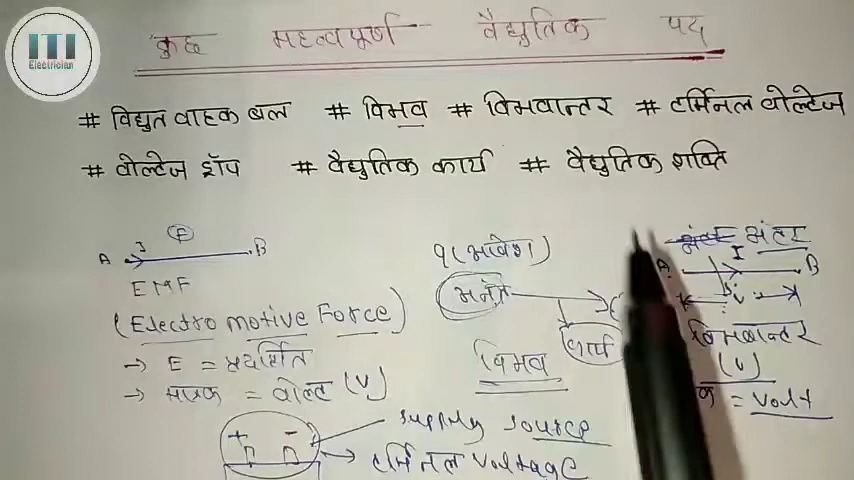 ITI
Electrician
कुछ महत्वपूर्ण वैद्युतिक पद
# विद्युत वाहक बल # विभव # विभवान्तर # टर्मिनल वोल्टेज
# वोल्टेज ड्रॉप # वैद्युतिक कार्य # वैद्युतिक शक्ति
A I E B
EMF
(Electro motive Force)
→ E = प्रदर्शित
→ मात्रक = वोल्ट (V)
+ -
supply source
→ टर्मिनल voltage
q (आवेश)
अनंत
कार्य
विभव
अंतर
A I B
V
विभवान्तर
(V)
= Volt